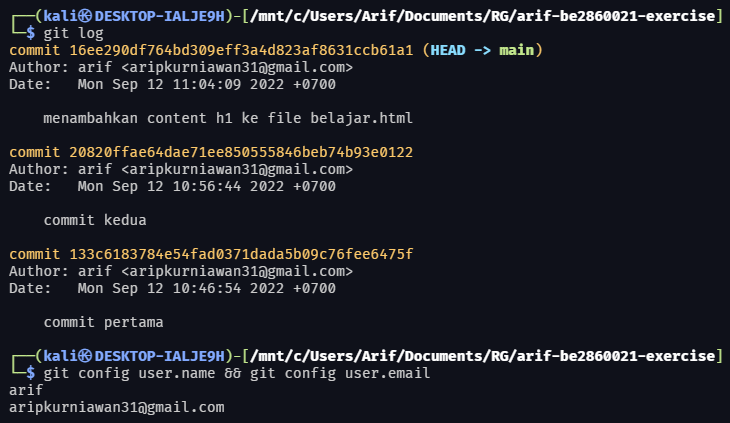 ┌──(kali㉿DESKTOP-IALJE9H)-[/mnt/c/Users/Arif/Documents/RG/arif-be2860021-exercise]
└─$ git log
commit 16ee290df764bd309eff3a4d823af8631ccb61a1 (HEAD -> main)
Author: arif <aripkurniawan31@gmail.com>
Date:   Mon Sep 12 11:04:09 2022 +0700

    menambahkan content h1 ke file belajar.html

commit 20820ffae64dae71ee850555846beb74b93e0122
Author: arif <aripkurniawan31@gmail.com>
Date:   Mon Sep 12 10:56:44 2022 +0700

    commit kedua

commit 133c6183784e54fad0371dada5b09c76fee6475f
Author: arif <aripkurniawan31@gmail.com>
Date:   Mon Sep 12 10:46:54 2022 +0700

    commit pertama

┌──(kali㉿DESKTOP-IALJE9H)-[/mnt/c/Users/Arif/Documents/RG/arif-be2860021-exercise]
└─$ git config user.name && git config user.email
arif
aripkurniawan31@gmail.com